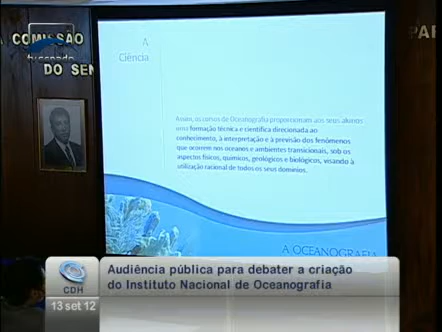 A COMISSÃO
PAR
DO SEN
tv senado
A
Ciência
Assim, os cursos de Oceanografia proporcionam aos seus alunos
uma formação técnica e científica direcionada ao
conhecimento, à interpretação e à previsão dos fenômenos
que ocorrem nos oceanos e ambientes transicionais, sob os
aspectos físicos, químicos, geológicos e biológicos, visando à
utilização racional de todos os seus domínios.
A OCEANOGRAFIA
CDH
13 set 12
Audiência pública para debater a criação
do Instituto Nacional de Oceanografia